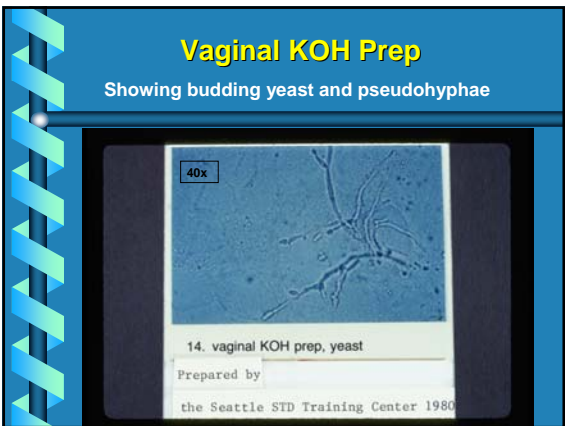 Vaginal KOH Prep
Showing budding yeast and pseudohyphae
40x
14. vaginal KOH prep, yeast
Prepared by
the Seattle STD Training Center 1980